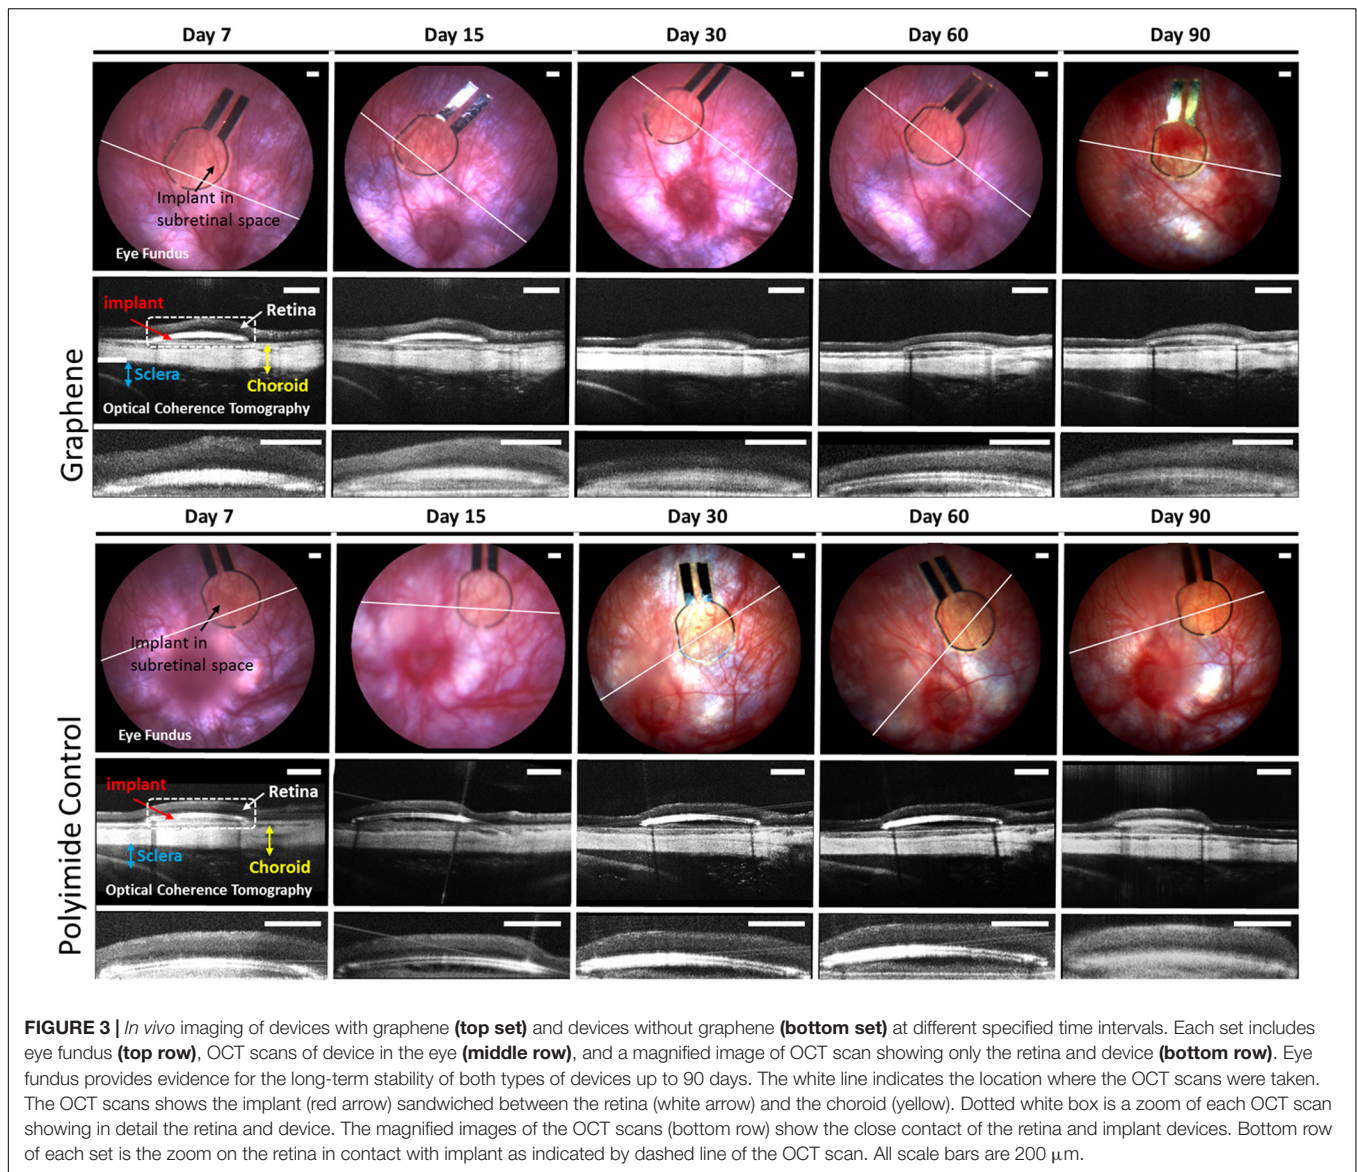 Day 7 Day 15 Day 30 Day 60 Day 90
Implant in
subretinal space
Eye Fundus
implant
Retina
Sclera
Choroid
Optical Coherence Tomography
Graphene
Day 7 Day 15 Day 30 Day 60 Day 90
Implant in
subretinal space
Eye Fundus
implant
Retina
Sclera
Choroid
Optical Coherence Tomography
Polyimide Control
FIGURE 3 | In vivo imaging of devices with graphene (top set) and devices without graphene (bottom set) at different specified time intervals. Each set includes
eye fundus (top row), OCT scans of device in the eye (middle row), and a magnified image of OCT scan showing only the retina and device (bottom row). Eye
fundus provides evidence for the long-term stability of both types of devices up to 90 days. The white line indicates the location where the OCT scans were taken.
The OCT scans shows the implant (red arrow) sandwiched between the retina (white arrow) and the choroid (yellow). Dotted white box is a zoom of each OCT scan
showing in detail the retina and device. The magnified images of the OCT scans (bottom row) show the close contact of the retina and implant devices. Bottom row
of each set is the zoom on the retina in contact with implant as indicated by dashed line of the OCT scan. All scale bars are 200 μm.